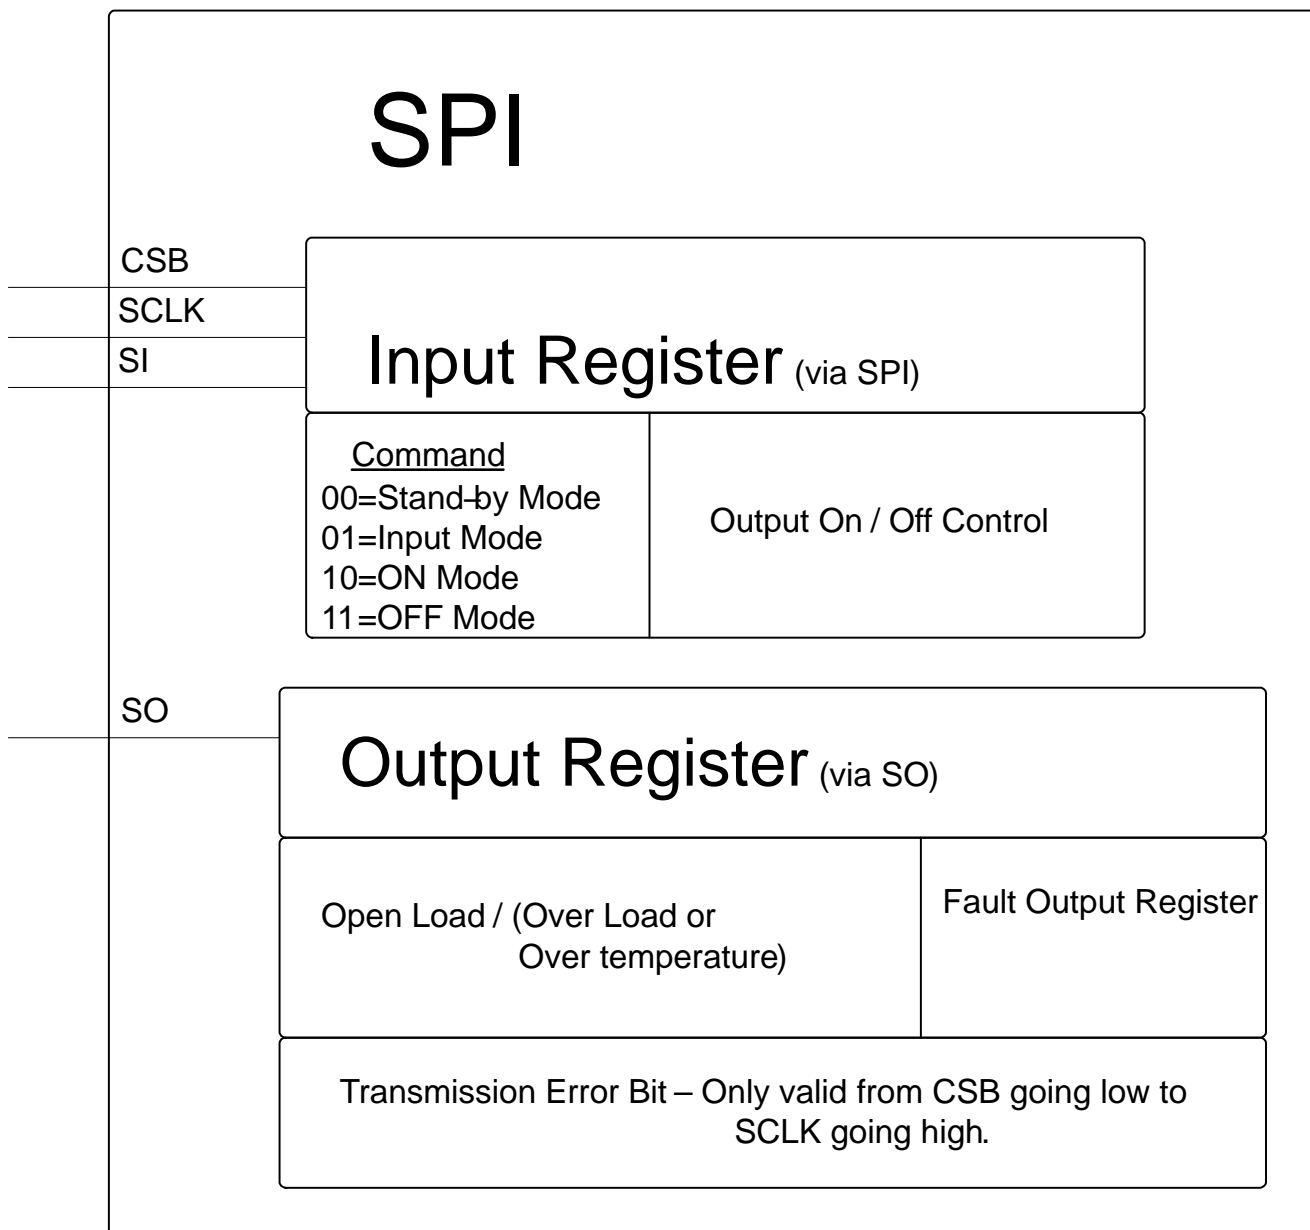 SPI
CSB
SCLK
SI
Input Register (via SPI)
Command
00=Stand–by Mode
01=Input Mode
10=ON Mode
11=OFF Mode
Output On / Off Control
SO
Output Register (via SO)
Open Load / (Over Load or
Over temperature)
Fault Output Register
Transmission Error Bit – Only valid from CSB going low to
SCLK going high.